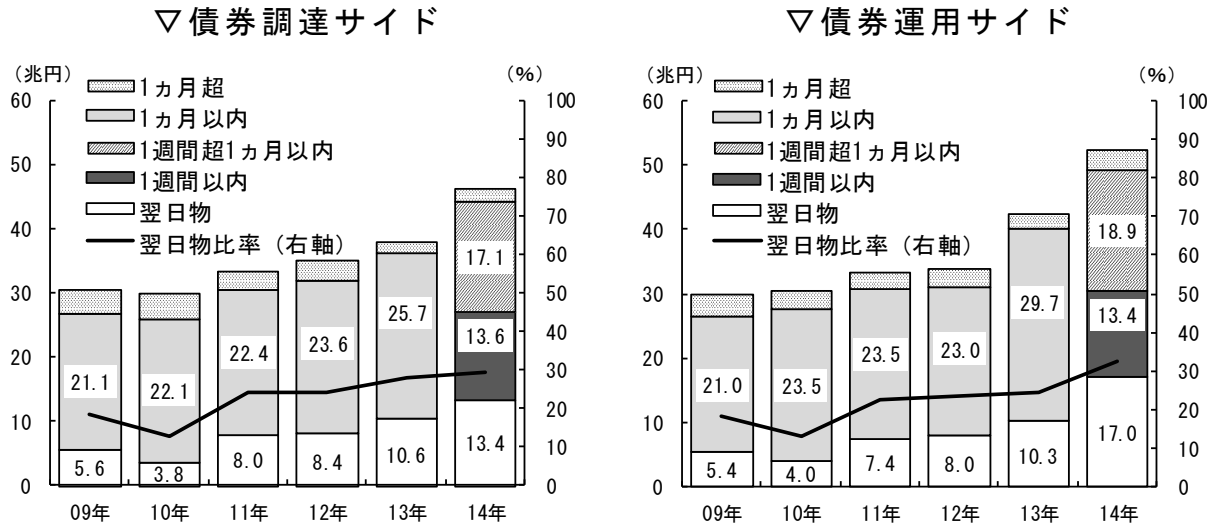 ▽債券調達サイド
(兆円)
(%)
1ヵ月超
1ヵ月以内
1週間超1ヵ月以内
1週間以内
翌日物
翌日物比率（右軸）
60
50
40
30
20
10
0
100
90
80
70
60
50
40
30
20
10
0
21.1
22.1
22.4
23.6
25.7
17.1
13.6
5.6
3.8
8.0
8.4
10.6
13.4
09年
10年
11年
12年
13年
14年
▽債券運用サイド
(兆円)
(%)
1ヵ月超
1ヵ月以内
1週間超1ヵ月以内
1週間以内
翌日物
翌日物比率（右軸）
60
50
40
30
20
10
0
100
90
80
70
60
50
40
30
20
10
0
21.0
23.5
23.5
23.0
29.7
18.9
13.4
5.4
4.0
7.4
8.0
10.3
17.0
09年
10年
11年
12年
13年
14年